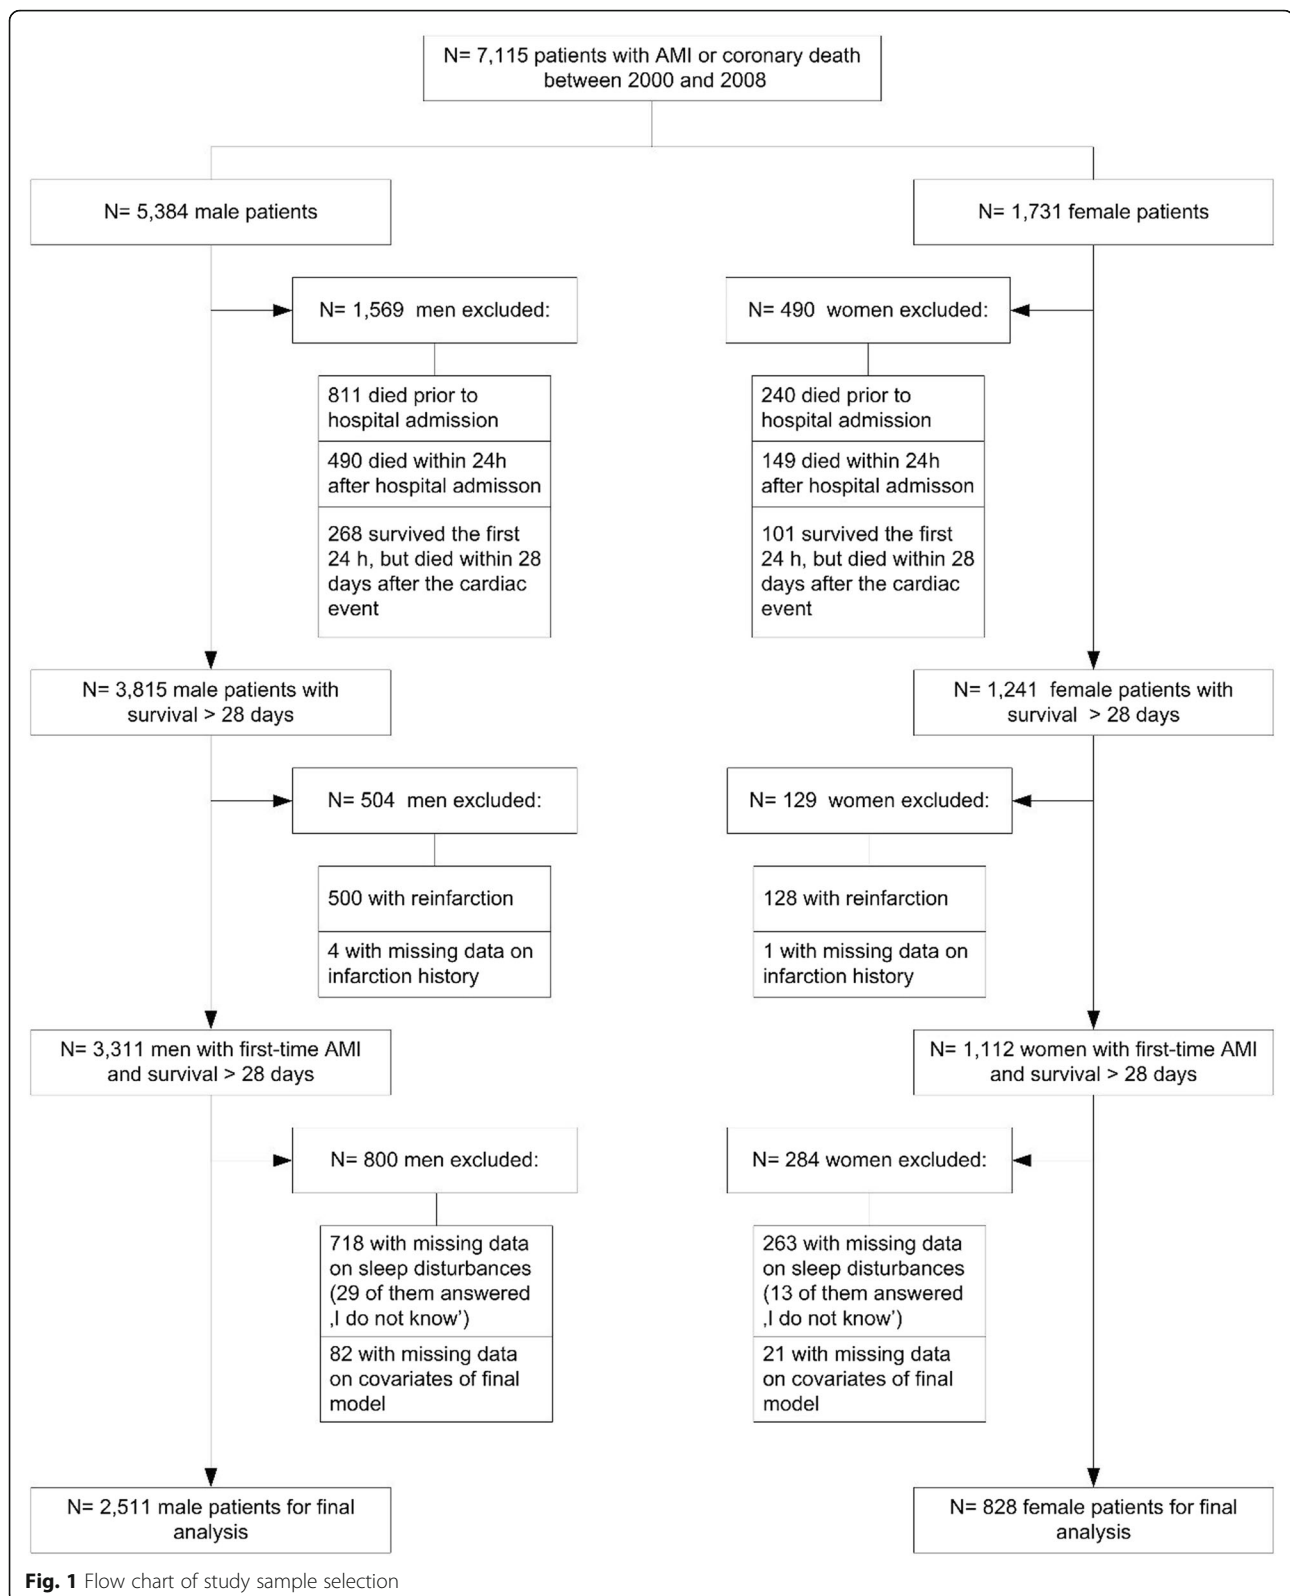 N= 7,115 patients with AMI or coronary death
between 2000 and 2008
N= 5,384 male patients
N= 1,731 female patients
N= 1,569 men excluded:
N= 490 women excluded:
811 died prior to
hospital admission
240 died prior to
hospital admission
490 died within 24h
after hospital admisson
149 died within 24h
after hospital admisson
268 survived the first
24 h, but died within 28
days after the cardiac
event
101 survived the first
24 h, but died within 28
days after the cardiac
event
N= 3,815 male patients with
survival > 28 days
N= 1,241 female patients with
survival > 28 days
N= 504 men excluded:
N= 129 women excluded:
500 with reinfarction
128 with reinfarction
4 with missing data on
infarction history
1 with missing data on
infarction history
N= 3,311 men with first-time AMI
and survival > 28 days
N= 1,112 women with first-time AMI
and survival > 28 days
N= 800 men excluded:
N= 284 women excluded:
718 with missing data
on sleep disturbances
(29 of them answered
‚I do not know’)
263 with missing data
on sleep disturbances
(13 of them answered
‚I do not know’)
82 with missing data
on covariates of final
model
21 with missing data
on covariates of final
model
N= 2,511 male patients for final
analysis
N= 828 female patients for final
analysis
Fig. 1 Flow chart of study sample selection